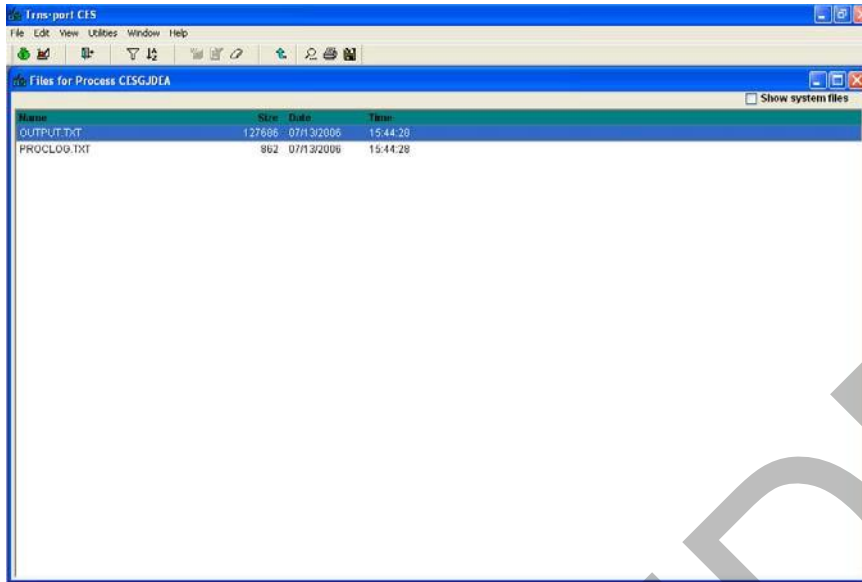 Trns·port CES
File Edit View Utilities Window Help
Files for Process CESGJDEA
Show system files
Name Size Date Time
OUTPUT.TXT 127686 07/13/2006 15:44:28
PROCLOG.TXT 862 07/13/2006 15:44:28